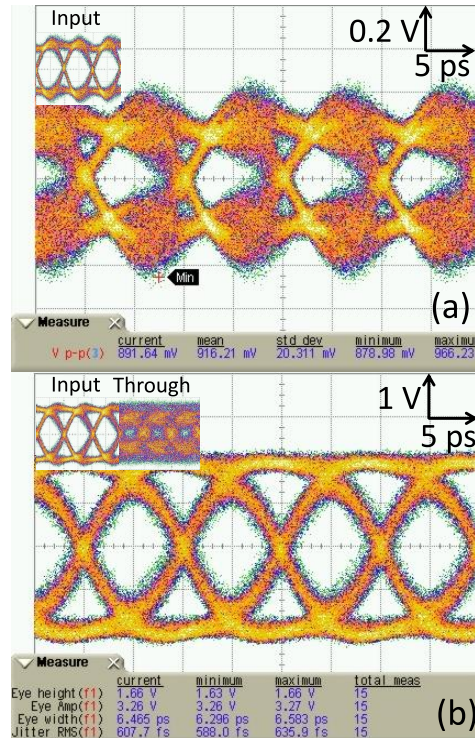 Input
0.2 V
5 ps
Min
(a)
Measure
current mean std dev minimum maximu
V p-p(3) 891.64 mV 916.21 mV 20.311 mV 878.98 mV 966.23
Input Through
1 V
5 ps
Measure
(b)
current minimum maximum total meas
Eye height(f1) 1.66 V 1.63 V 1.66 V 15
Eye Amp(f1) 3.26 V 3.26 V 3.27 V 15
Eye width(f1) 6.465 ps 6.296 ps 6.583 ps 15
Jitter RMS(f1) 607.7 fs 588.0 fs 635.9 fs 15